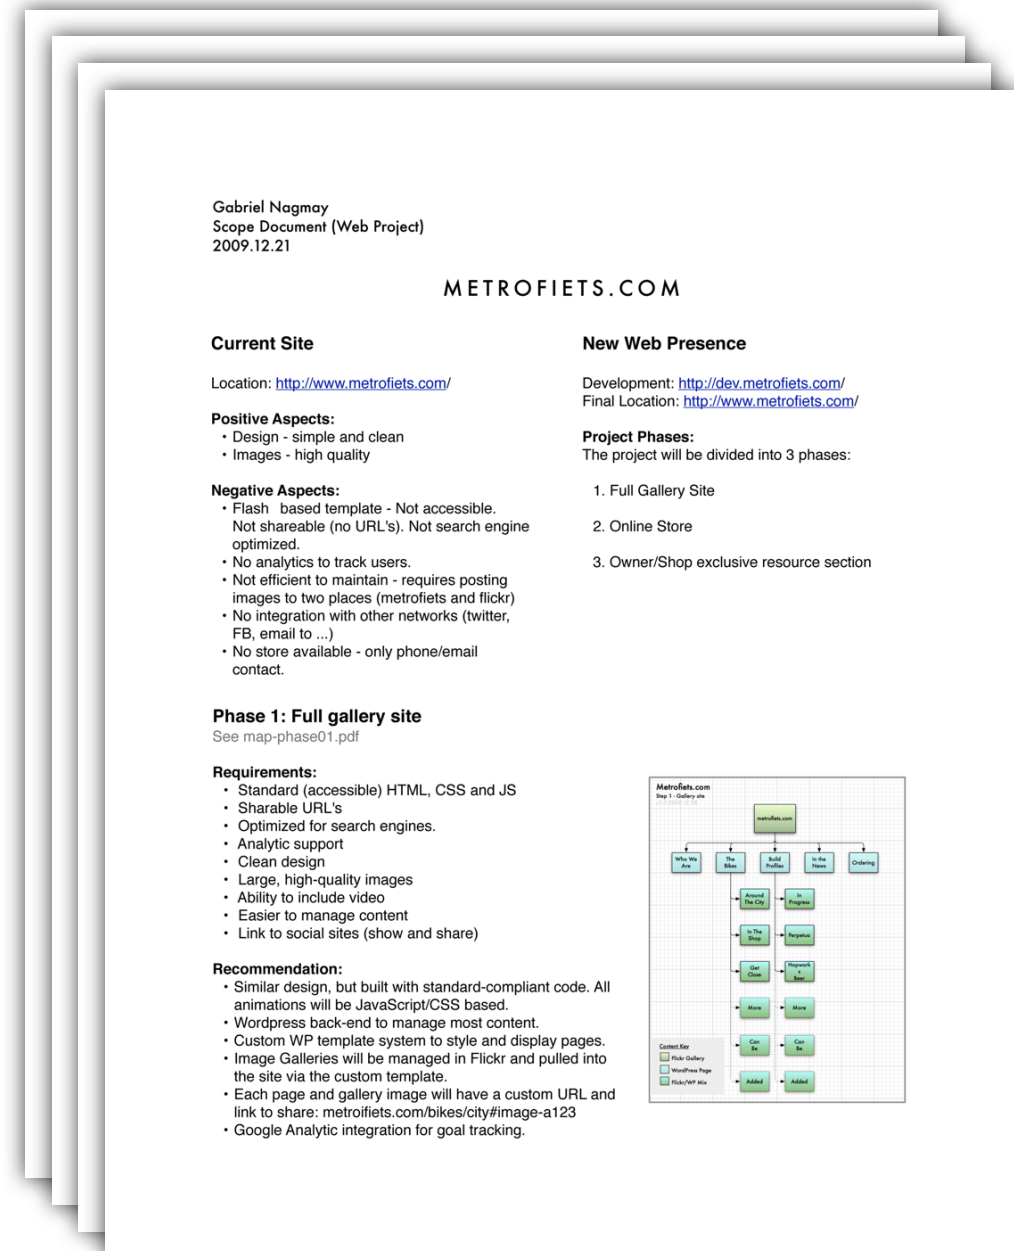 Gabriel Nagmay
Scope Document (Web Project)
2009.12.21
METROFIETS.COM
Current Site
Location: http://www.metrofiets.com/
Positive Aspects:
• Design - simple and clean
• Images - high quality
Negative Aspects:
• Flash based template - Not accessible.
Not shareable (no URL's). Not search engine
optimized.
• No analytics to track users.
• Not efficient to maintain - requires posting
images to two places (metrofiets and flickr)
• No integration with other networks (twitter,
FB, email to ...)
• No store available - only phone/email
contact.
New Web Presence
Development: http://dev.metrofiets.com/
Final Location: http://www.metrofiets.com/
Project Phases:
The project will be divided into 3 phases:
1. Full Gallery Site
2. Online Store
3. Owner/Shop exclusive resource section
Phase 1: Full gallery site
See map-phase01.pdf
Requirements:
• Standard (accessible) HTML, CSS and JS
• Sharable URL's
• Optimized for search engines.
• Analytic support
• Clean design
• Large, high-quality images
• Ability to include video
• Easier to manage content
• Link to social sites (show and share)
Recommendation:
• Similar design, but built with standard-compliant code. All
animations will be JavaScript/CSS based.
• Wordpress back-end to manage most content.
• Custom WP template system to style and display pages.
• Image Galleries will be managed in Flickr and pulled into
the site via the custom template.
• Each page and gallery image will have a custom URL and
link to share: metroifiets.com/bikes/city#image-a123
• Google Analytic integration for goal tracking.
Metrofiets.com
Step 1 - Gallery site
metrofiets.com
Who We
Are
The
Bikes
Build
Profiles
In the
News
Ordering
Around
The City
In
Progress
In The
Shop
Perpetua
Get
Close
Hopwork
s
Beer
More
More
Can
Be
Can
Be
Added
Added
Content Key
Flickr Gallery
WordPress Page
Flickr/WP Mix